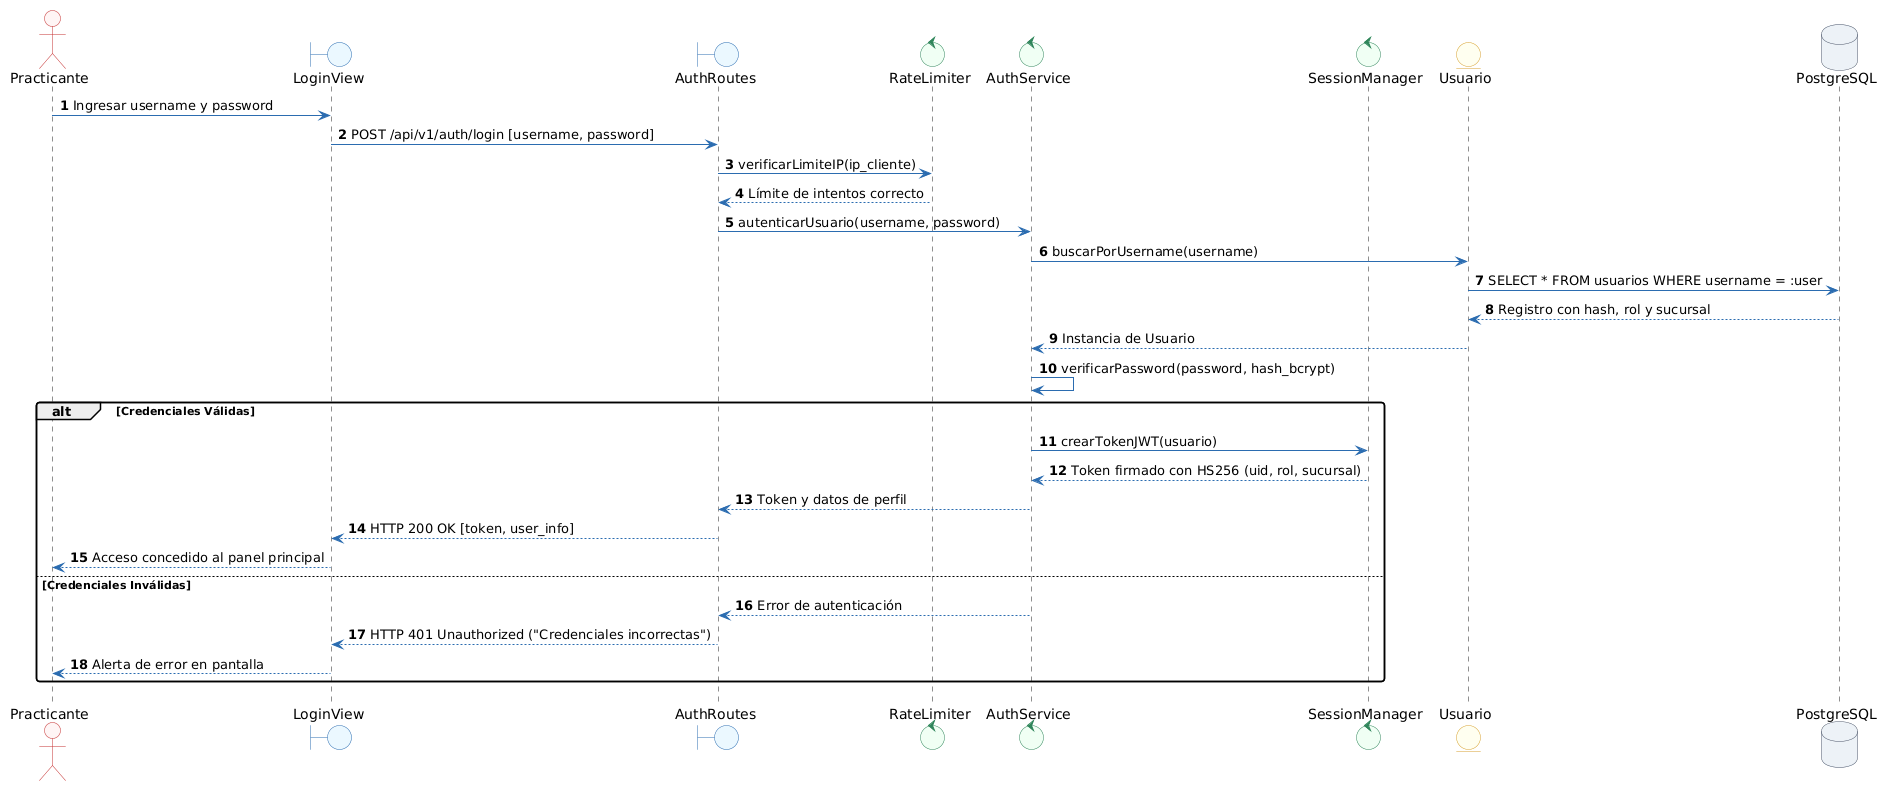 Practicante
LoginView
AuthRoutes
RateLimiter
AuthService
SessionManager
Usuario
PostgreSQL
1 Ingresar username y password
2 POST /api/v1/auth/login [username, password]
3 verificarLimiteIP(ip_cliente)
4 Límite de intentos correcto
5 autenticarUsuario(username, password)
6 buscarPorUsername(username)
7 SELECT * FROM usuarios WHERE username = :user
8 Registro con hash, rol y sucursal
9 Instancia de Usuario
10 verificarPassword(password, hash_bcrypt)
alt [Credenciales Válidas]
11 crearTokenJWT(usuario)
12 Token firmado con HS256 (uid, rol, sucursal)
13 Token y datos de perfil
14 HTTP 200 OK [token, user_info]
15 Acceso concedido al panel principal
[Credenciales Inválidas]
16 Error de autenticación
17 HTTP 401 Unauthorized ("Credenciales incorrectas")
18 Alerta de error en pantalla
Practicante
LoginView
AuthRoutes
RateLimiter
AuthService
SessionManager
Usuario
PostgreSQL